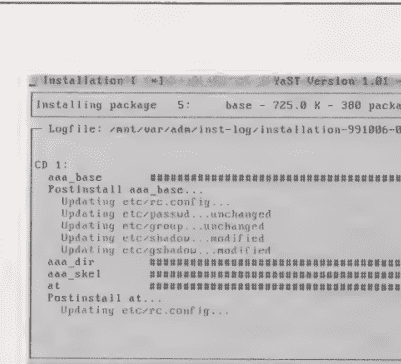 Installation [ *] YaST Version 1.01 -
Installing package 5: base - 725.0 K - 380 packa
Logfile: /mnt/var/adm/inst-log/installation-991006-0
CD 1:
aaa_base ####################################
Postinstall aaa_base...
Updating etc/rc.config...
Updating etc/passwd...unchanged
Updating etc/group...unchanged
Updating etc/shadow...modified
Updating etc/gshadow...modified
aaa_dir ####################################
aaa_skel ####################################
at ####################################
Postinstall at...
Updating etc/rc.config...